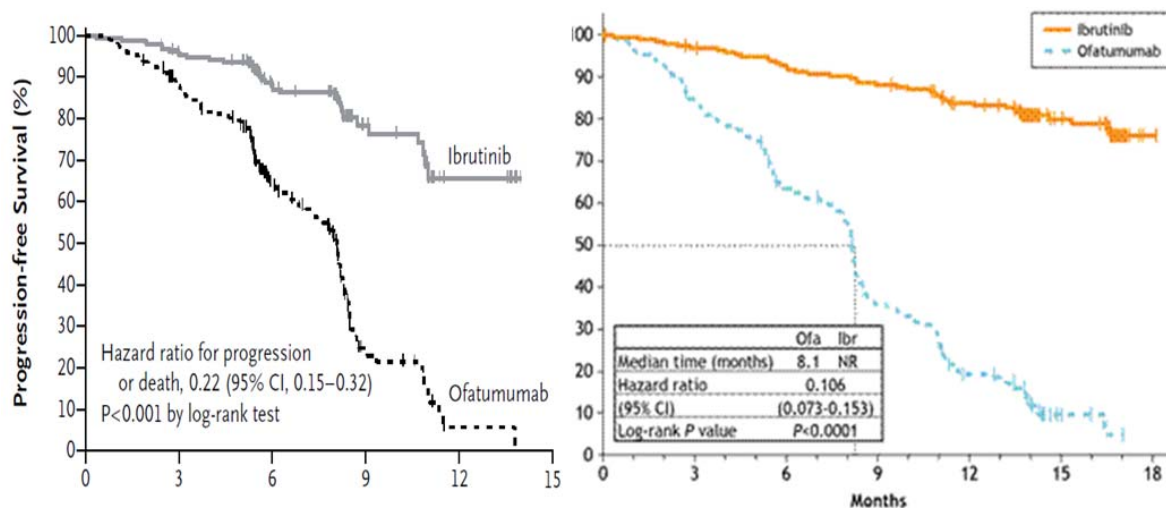 Progression-free Survival (%)
100
90
80
70
60
50
40
30
20
10
0
0 3 6 9 12 15
Ibrutinib
Ofatumumab
Hazard ratio for progression
or death, 0.22 (95% CI, 0.15–0.32)
P<0.001 by log-rank test
Ibrutinib
Ofatumumab
100
90
80
70
60
50
40
30
20
10
0
0 3 6 9 12 15 18
Months
Ofa Ibr
Median time (months) 8.1 NR
Hazard ratio 0.106
(95% CI) (0.073-0.153)
Log-rank P value P<0.0001